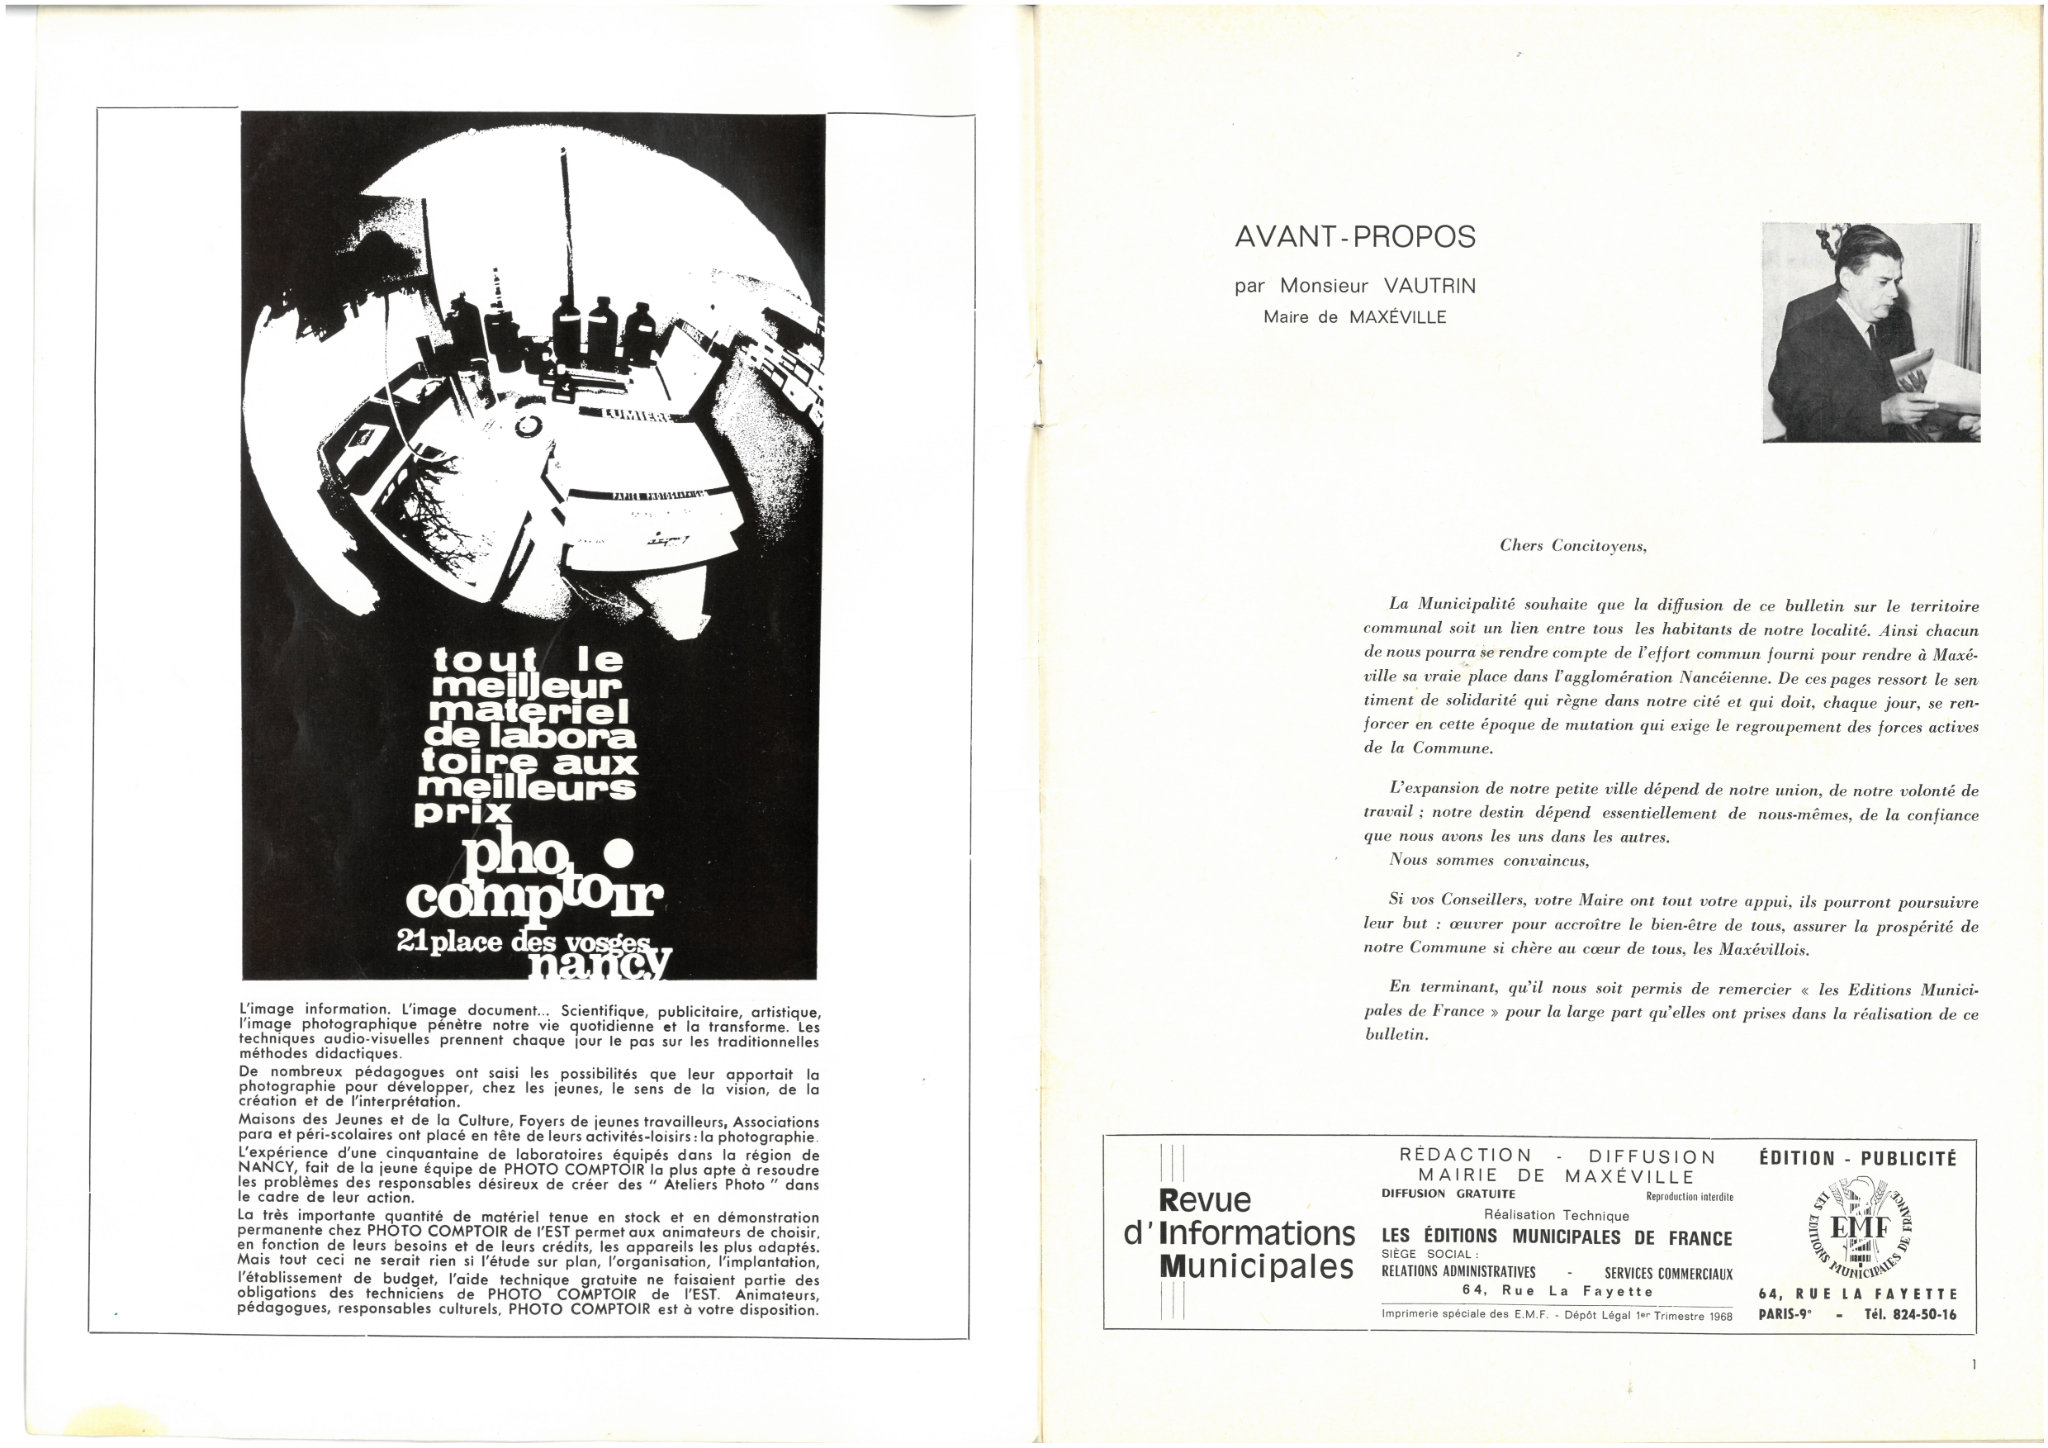 LUMIERE
PAPIER PHOTOGRAPHIQUE
tout le
meilleur
matériel
de labora
toire aux
meilleurs
prix
photo
comptoir
21 place des vosges
nancy
L'image information. L'image document... Scientifique, publicitaire, artistique,
l'image photographique pénètre notre vie quotidienne et la transforme. Les
techniques audio-visuelles prennent chaque jour le pas sur les traditionnelles
méthodes didactiques.
De nombreux pédagogues ont saisi les possibilités que leur apportait la
photographie pour développer, chez les jeunes, le sens de la vision, de la
création et de l'interprétation.
Maisons des Jeunes et de la Culture, Foyers de jeunes travailleurs, Associations
para et péri-scolaires ont placé en tête de leurs activités-loisirs : la photographie.
L'expérience d'une cinquantaine de laboratoires équipés dans la région de
NANCY, fait de la jeune équipe de PHOTO COMPTOIR la plus apte à resoudre
les problèmes des responsables désireux de créer des " Ateliers Photo " dans
le cadre de leur action.
La très importante quantité de matériel tenue en stock et en démonstration
permanente chez PHOTO COMPTOIR de l'EST permet aux animateurs de choisir,
en fonction de leurs besoins et de leurs crédits, les appareils les plus adaptés.
Mais tout ceci ne serait rien si l'étude sur plan, l'organisation, l'implantation,
l'établissement de budget, l'aide technique gratuite ne faisaient partie des
obligations des techniciens de PHOTO COMPTOIR de l'EST. Animateurs,
pédagogues, responsables culturels, PHOTO COMPTOIR est à votre disposition.
AVANT-PROPOS
par Monsieur VAUTRIN
Maire de MAXÉVILLE
Chers Concitoyens,
La Municipalité souhaite que la diffusion de ce bulletin sur le territoire
communal soit un lien entre tous les habitants de notre localité. Ainsi chacun
de nous pourra se rendre compte de l'effort commun fourni pour rendre à Maxé-
ville sa vraie place dans l'agglomération Nancéienne. De ces pages ressort le sen
timent de solidarité qui règne dans notre cité et qui doit, chaque jour, se ren-
forcer en cette époque de mutation qui exige le regroupement des forces actives
de la Commune.
L'expansion de notre petite ville dépend de notre union, de notre volonté de
travail ; notre destin dépend essentiellement de nous-mêmes, de la confiance
que nous avons les uns dans les autres.
Nous sommes convaincus,
Si vos Conseillers, votre Maire ont tout votre appui, ils pourront poursuivre
leur but : œuvrer pour accroître le bien-être de tous, assurer la prospérité de
notre Commune si chère au cœur de tous, les Maxévillois.
En terminant, qu'il nous soit permis de remercier « les Editions Munici-
pales de France » pour la large part qu'elles ont prises dans la réalisation de ce
bulletin.
Revue
d'Informations
Municipales
RÉDACTION - DIFFUSION
MAIRIE DE MAXÉVILLE
DIFFUSION GRATUITE Reproduction interdite
Réalisation Technique
LES ÉDITIONS MUNICIPALES DE FRANCE
SIÈGE SOCIAL :
RELATIONS ADMINISTRATIVES - SERVICES COMMERCIAUX
64, Rue La Fayette
Imprimerie spéciale des E.M.F. - Dépôt Légal 1er Trimestre 1968
ÉDITION - PUBLICITÉ
LES EDITIONS MUNICIPALES DE FRANCE
EMF
64, RUE LA FAYETTE
PARIS-9e - Tél. 824-50-16
1